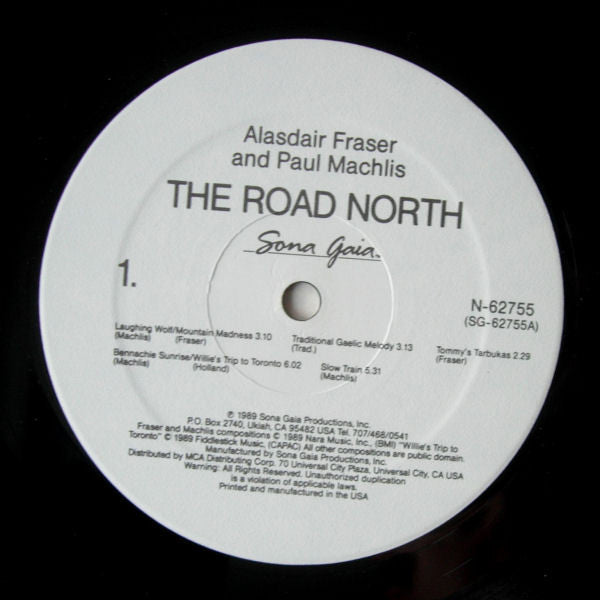 Alasdair Fraser
and Paul Machlis
THE ROAD NORTH
Sona Gaia
1.
N-62755
(SG-62755A)
Laughing Wolf/Mountain Madness 3.10
(Machlis) (Fraser)
Traditional Gaelic Melody 3.13
(Trad.)
Tommy's Tarbukas 2.29
(Fraser)
Bennachie Sunrise/Willie's Trip to Toronto 6.02
(Machlis) (Holland)
Slow Train 5.31
(Machlis)
℗ 1989 Sona Gaia Productions, Inc.
P.O. Box 2740, Ukiah, CA 95482 USA Tel. 707/468/0541
Fraser and Machlis compositions © 1989 Nara Music, Inc., (BMI) "Willie's Trip to
Toronto" © 1989 Fiddlestick Music, (CAPAC) All other compositions are public domain.
Manufactured by Sona Gaia Productions, Inc.
Distributed by MCA Distributing Corp. 70 Universal City Plaza, Universal City, CA USA
Warning: All Rights Reserved. Unauthorized duplication
is a violation of applicable laws.
Printed and manufactured in the USA